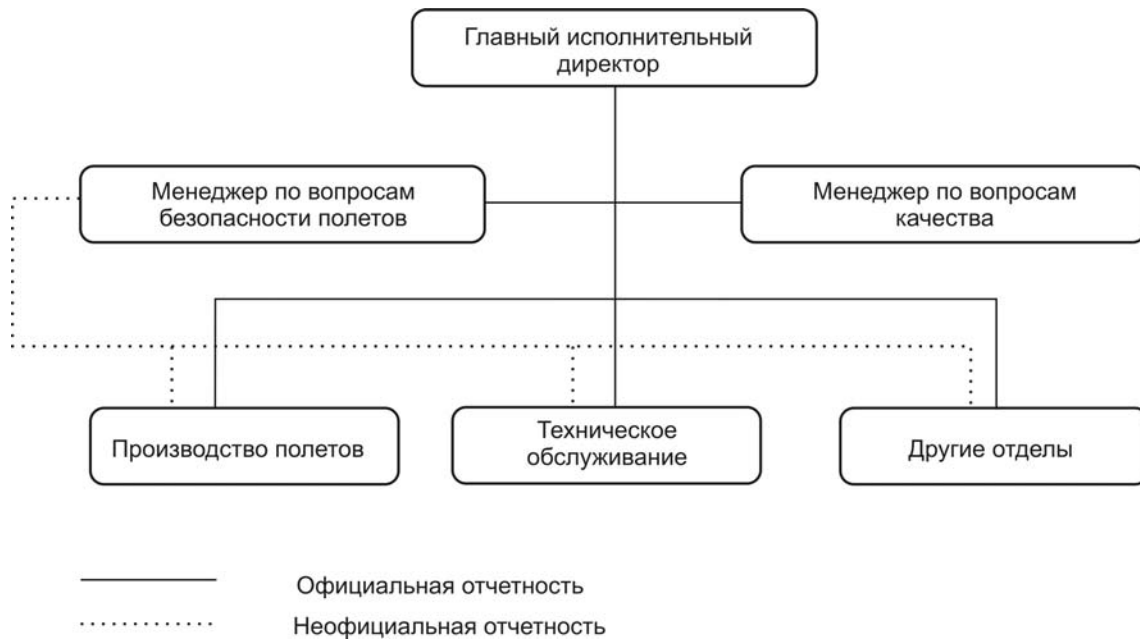 Главный исполнительный
директор
Менеджер по вопросам
безопасности полетов
Менеджер по вопросам
качества
Производство полетов
Техническое
обслуживание
Другие отделы
Официальная отчетность
Неофициальная отчетность